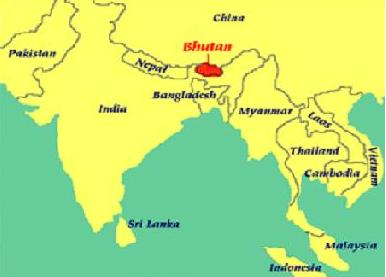 China
Bhutan
Pakistan
Nepal
India
Bangladesh
Myanmar
Laos
Thailand
Vietnam
Cambodia
Sri Lanka
Malaysia
Indonesia